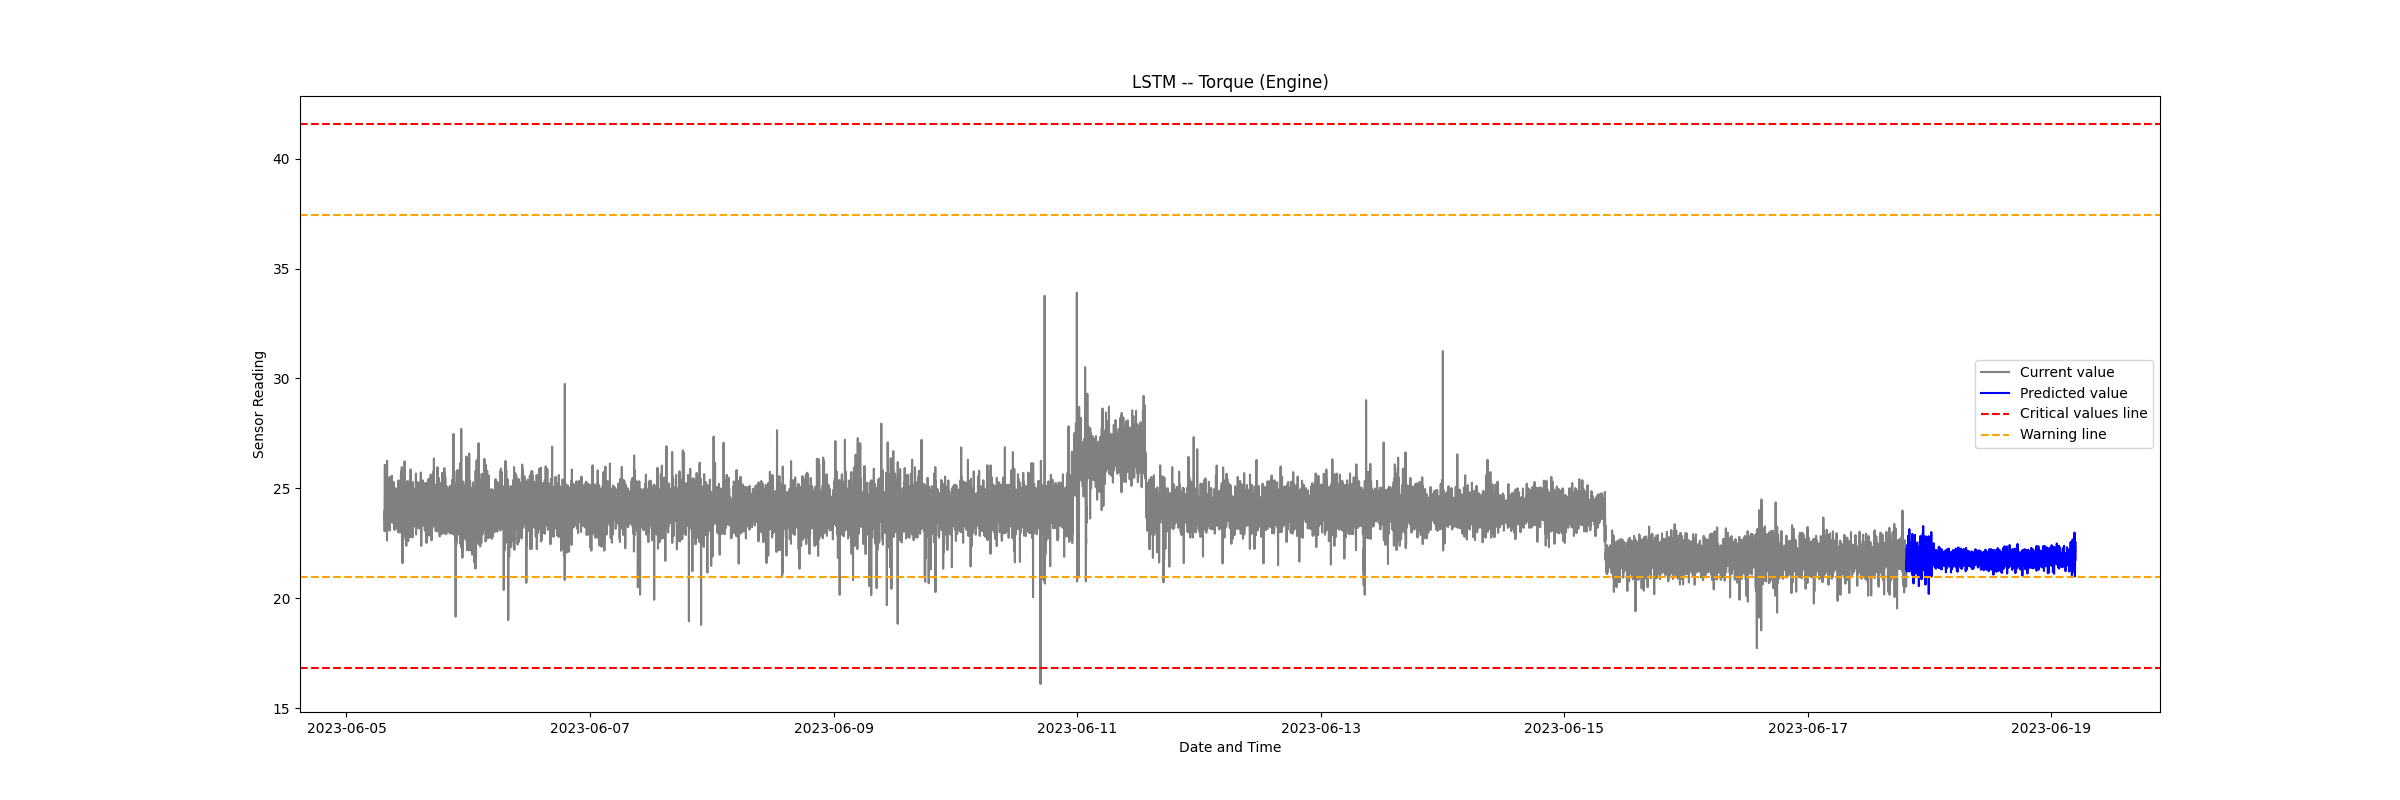 LSTM -- Torque (Engine)
40
35
30
25
20
15
Sensor Reading
Current value
Predicted value
Critical values line
Warning line
2023-06-05 2023-06-07 2023-06-09 2023-06-11 2023-06-13 2023-06-15 2023-06-17 2023-06-19
Date and Time